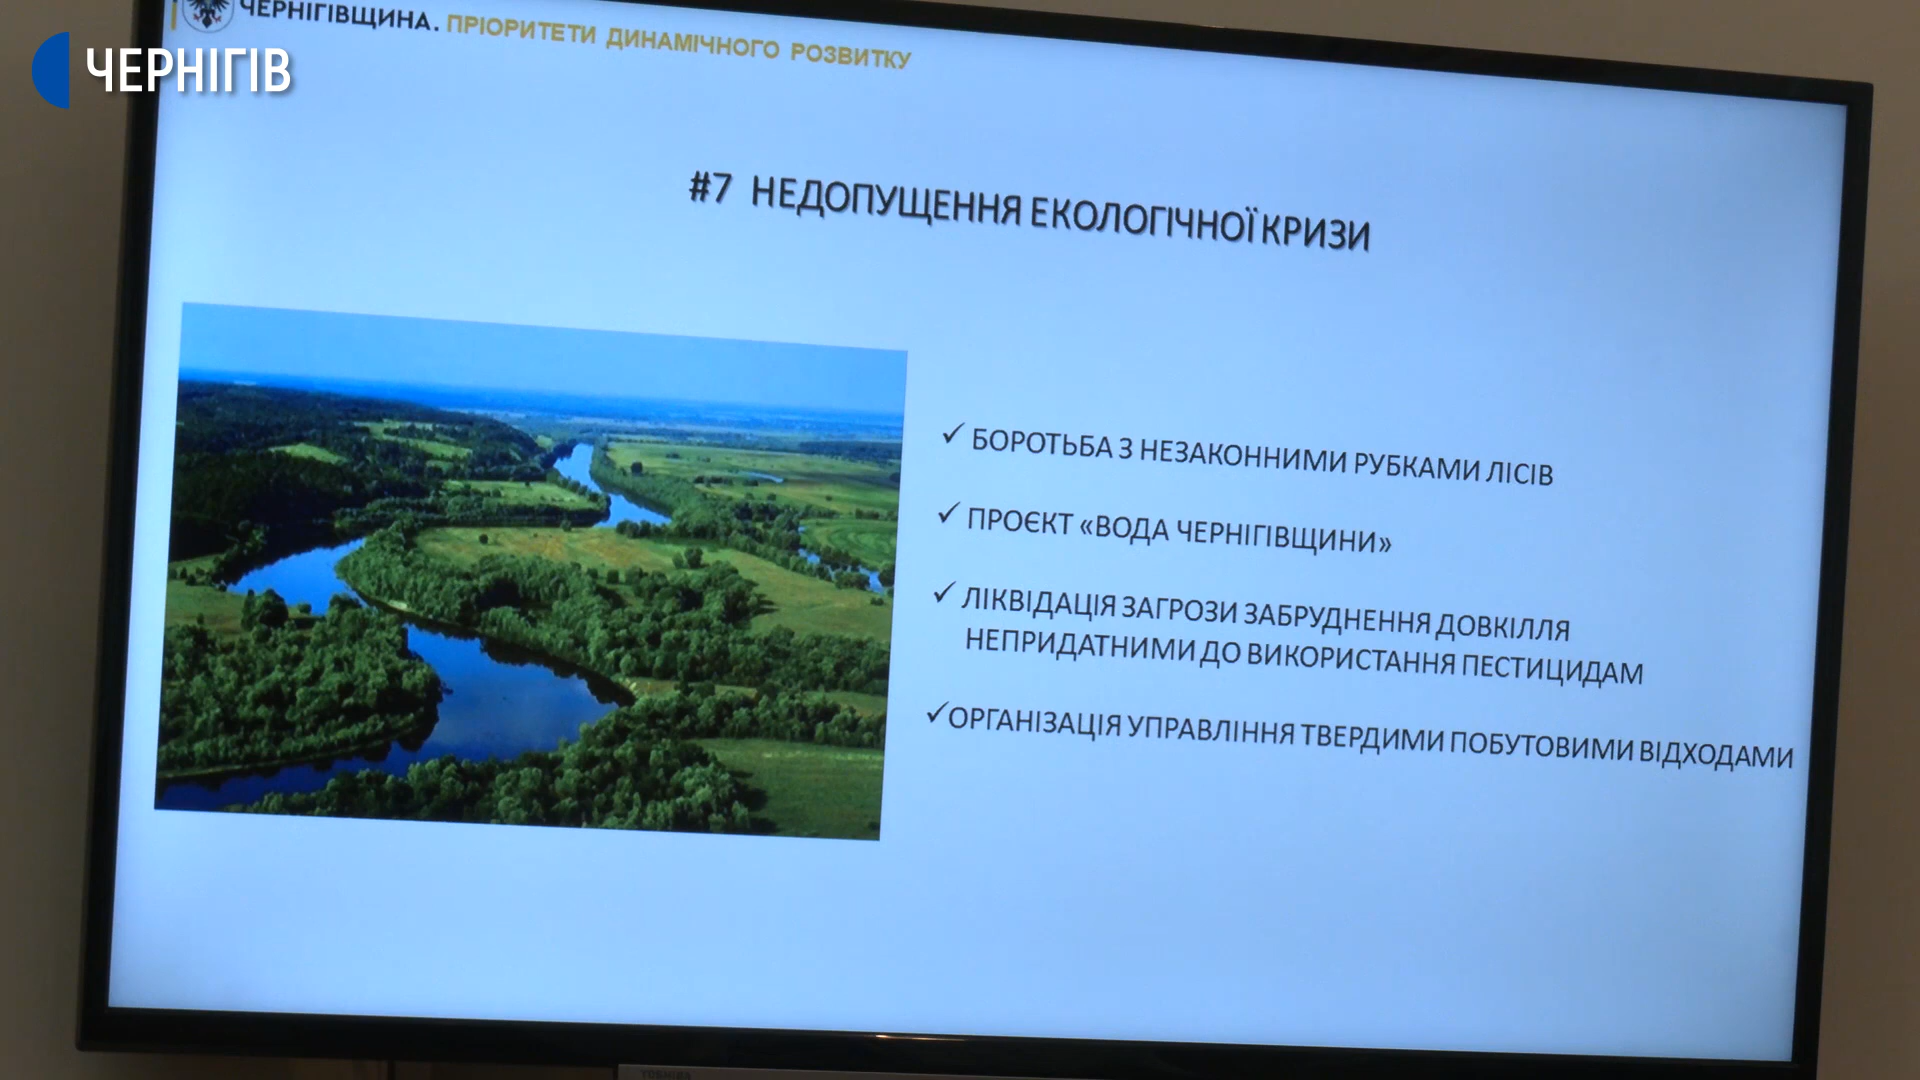 ЧЕРНІГІВЩИНА. ПРІОРИТЕТИ ДИНАМІЧНОГО РОЗВИТКУ
ЧЕРНІГІВ
#7 НЕДОПУЩЕННЯ ЕКОЛОГІЧНОЇ КРИЗИ
✓ БОРОТЬБА З НЕЗАКОННИМИ РУБКАМИ ЛІСІВ
✓ ПРОЄКТ «ВОДА ЧЕРНІГІВЩИНИ»
✓ ЛІКВІДАЦІЯ ЗАГРОЗИ ЗАБРУДНЕННЯ ДОВКІЛЛЯ
НЕПРИДАТНИМИ ДО ВИКОРИСТАННЯ ПЕСТИЦИДАМ
✓ ОРГАНІЗАЦІЯ УПРАВЛІННЯ ТВЕРДИМИ ПОБУТОВИМИ ВІДХОДАМИ
TOSHIBA